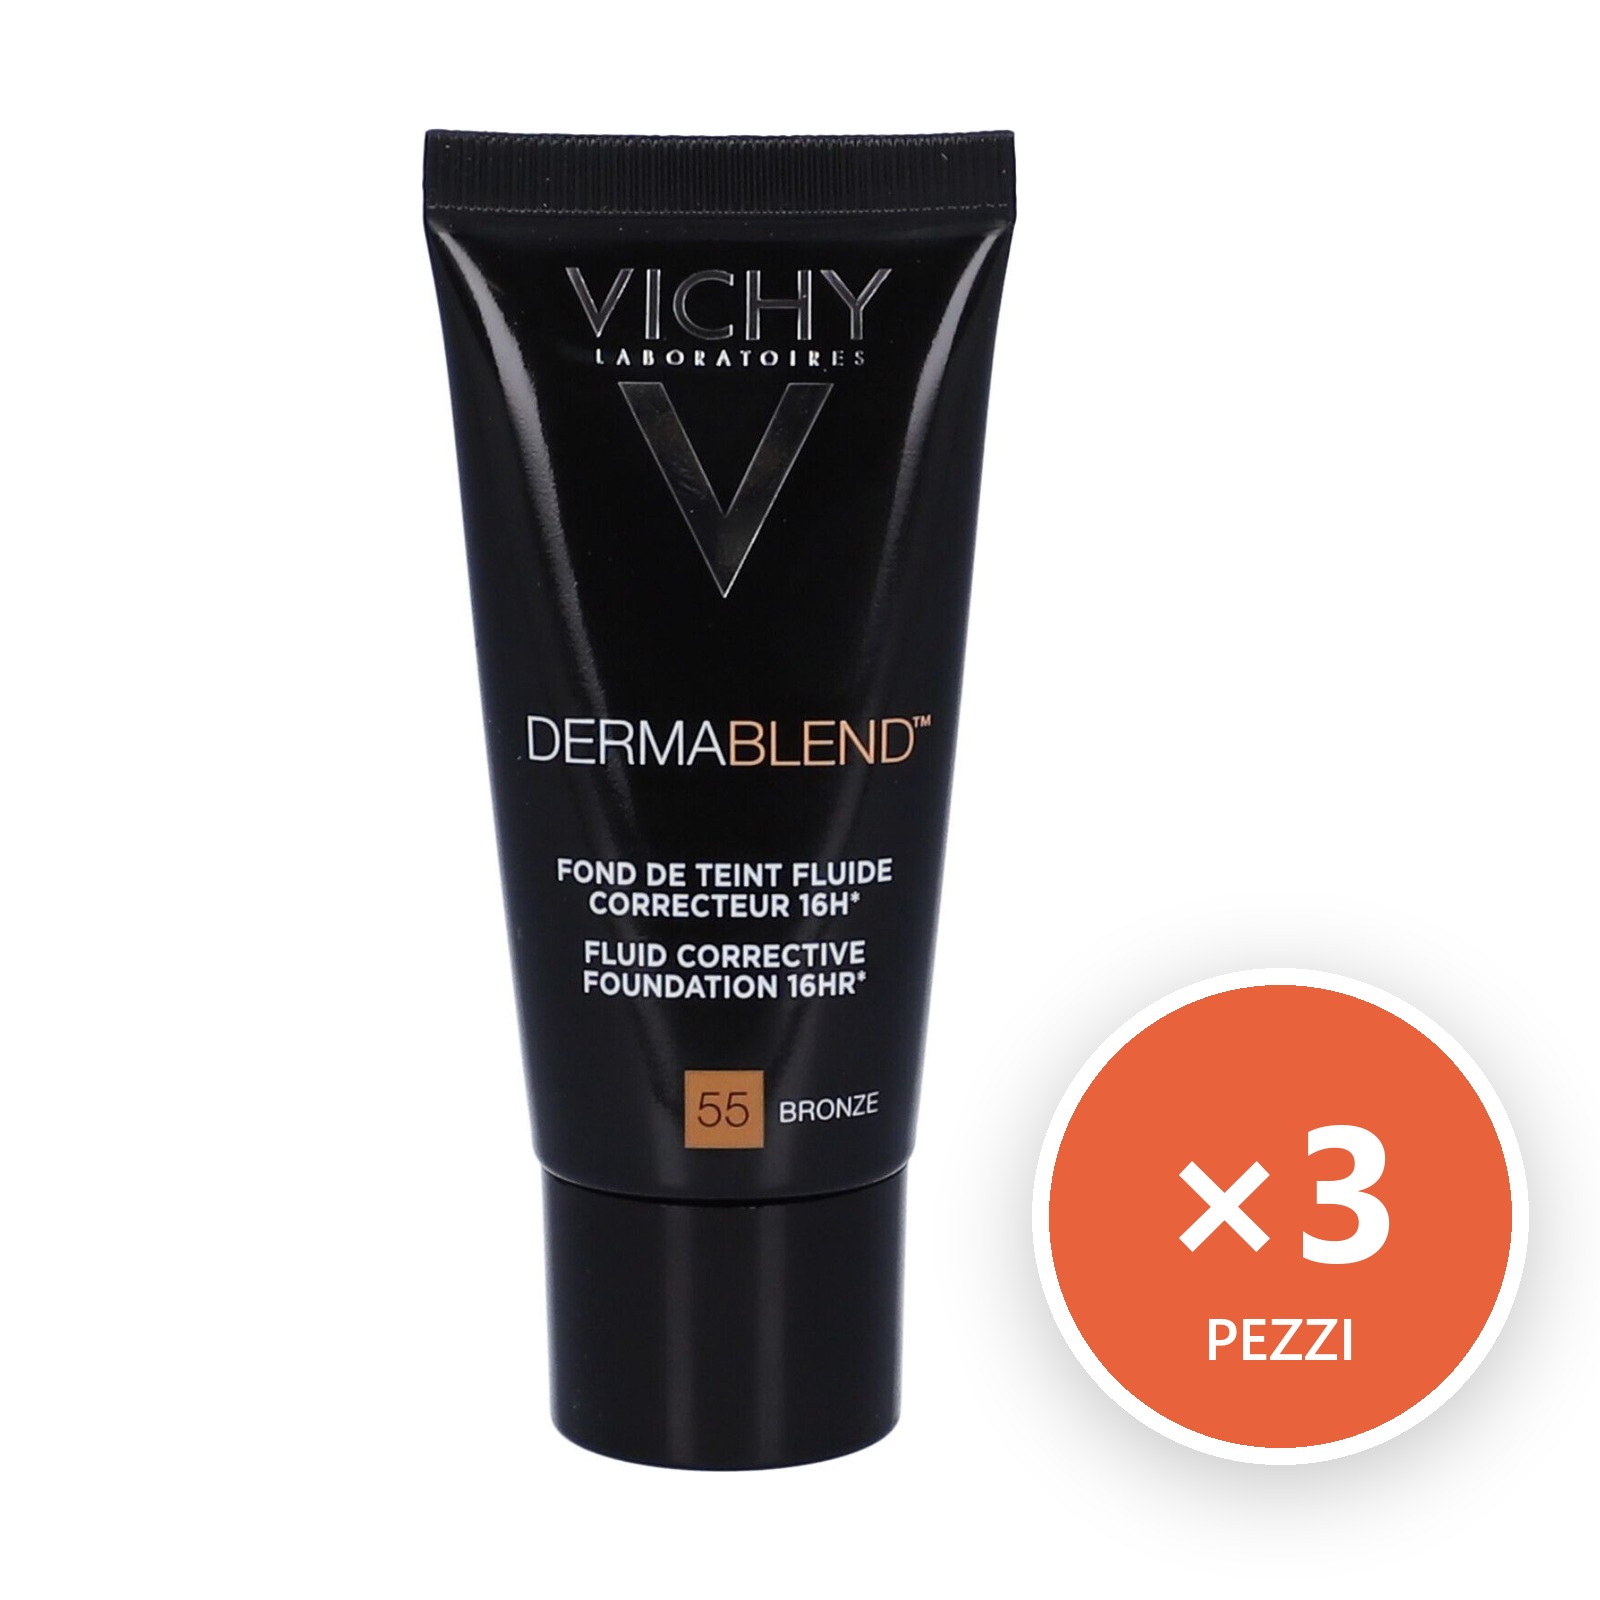 VICHY
LABORATOIRES
V
DERMABLEND™
FOND DE TEINT FLUIDE
CORRECTEUR 16H*
FLUID CORRECTIVE
FOUNDATION 16HR*
55 BRONZE
×3
PEZZI